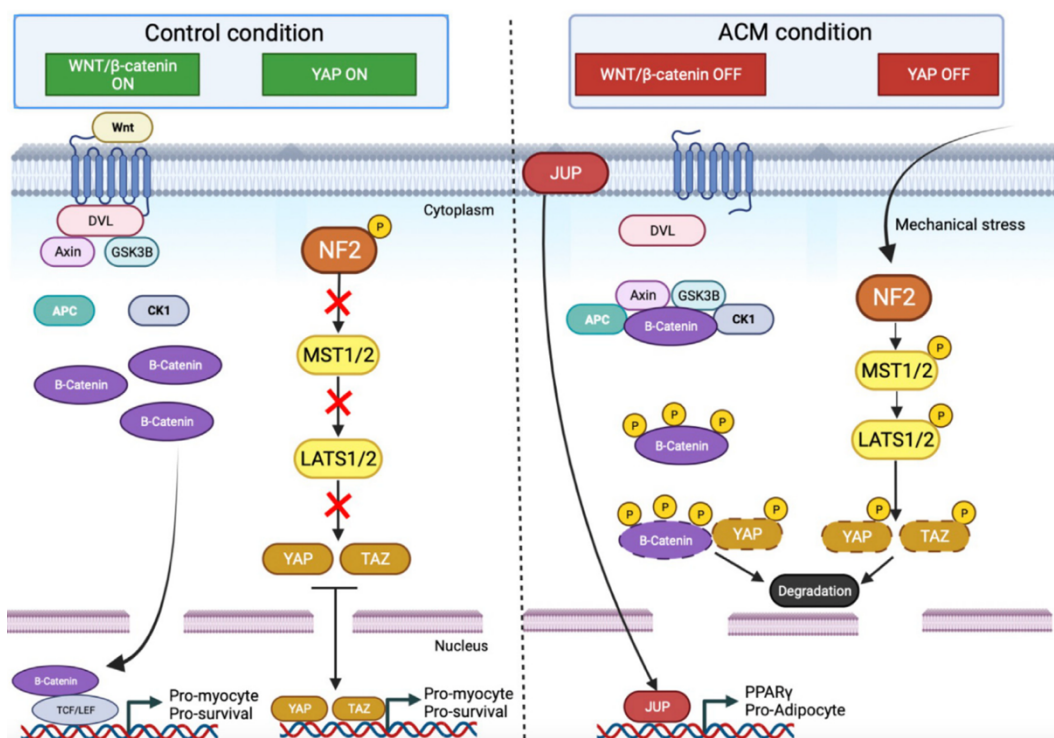 Control condition
WNT/β-catenin
ON
YAP ON
Wnt
DVL
Axin
GSK3B
APC
CK1
B-Catenin
B-Catenin
B-Catenin
Cytoplasm
P
NF2
MST1/2
LATS1/2
YAP
TAZ
Nucleus
B-Catenin
TCF/LEF
Pro-myocyte
Pro-survival
YAP
TAZ
Pro-myocyte
Pro-survival
ACM condition
WNT/β-catenin OFF
YAP OFF
JUP
DVL
Axin
GSK3B
APC
B-Catenin
CK1
P
P
P
B-Catenin
P
P
P
P
B-Catenin
YAP
Mechanical stress
NF2
P
MST1/2
P
LATS1/2
P
P
YAP
TAZ
Degradation
JUP
PPARγ
Pro-Adipocyte